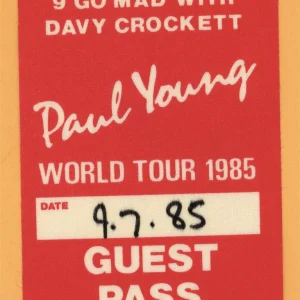 9 GO MAD WITH
DAVY CROCKETT
Paul Young
WORLD TOUR 1985
DATE
9.7.85
GUEST
PASS